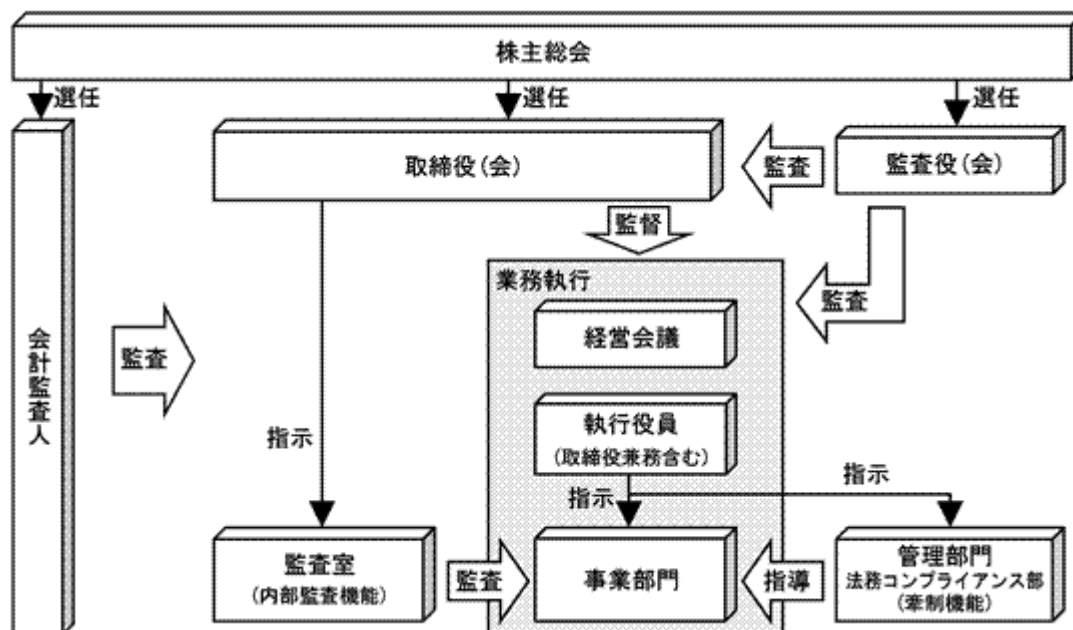 株主総会
選任
選任
選任
取締役(会)
監査
監査役(会)
監督
業務執行
監査
経営会議
会計監査人
監査
執行役員
(取締役兼務含む)
指示
指示
指示
監査室
(内部監査機能)
監査
事業部門
指導
管理部門
法務コンプライアンス部
(牽制機能)